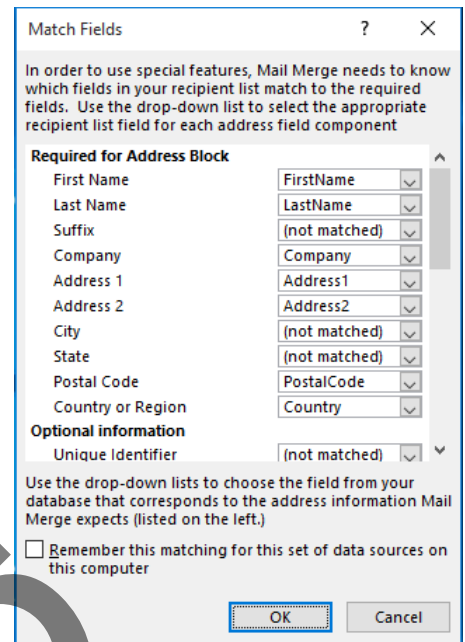 Match Fields ? ×
In order to use special features, Mail Merge needs to know
which fields in your recipient list match to the required
fields. Use the drop-down list to select the appropriate
recipient list field for each address field component
Required for Address Block
First Name FirstName
Last Name LastName
Suffix (not matched)
Company Company
Address 1 Address1
Address 2 Address2
City (not matched)
State (not matched)
Postal Code PostalCode
Country or Region Country
Optional information
Unique Identifier (not matched)
Use the drop-down lists to choose the field from your
database that corresponds to the address information Mail
Merge expects (listed on the left.)
Remember this matching for this set of data sources on
this computer
OK Cancel